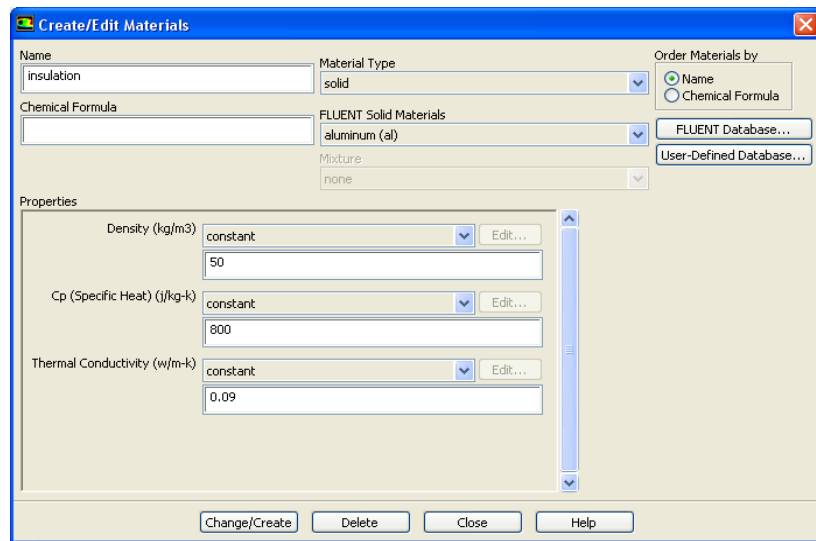 Create/Edit Materials
Name
insulation
Chemical Formula
Material Type
solid
FLUENT Solid Materials
aluminum (al)
Mixture
none
Order Materials by
Name
Chemical Formula
FLUENT Database...
User-Defined Database...
Properties
Density (kg/m3) constant Edit...
50
Cp (Specific Heat) (j/kg-k) constant Edit...
800
Thermal Conductivity (w/m-k) constant Edit...
0.09
Change/Create Delete Close Help